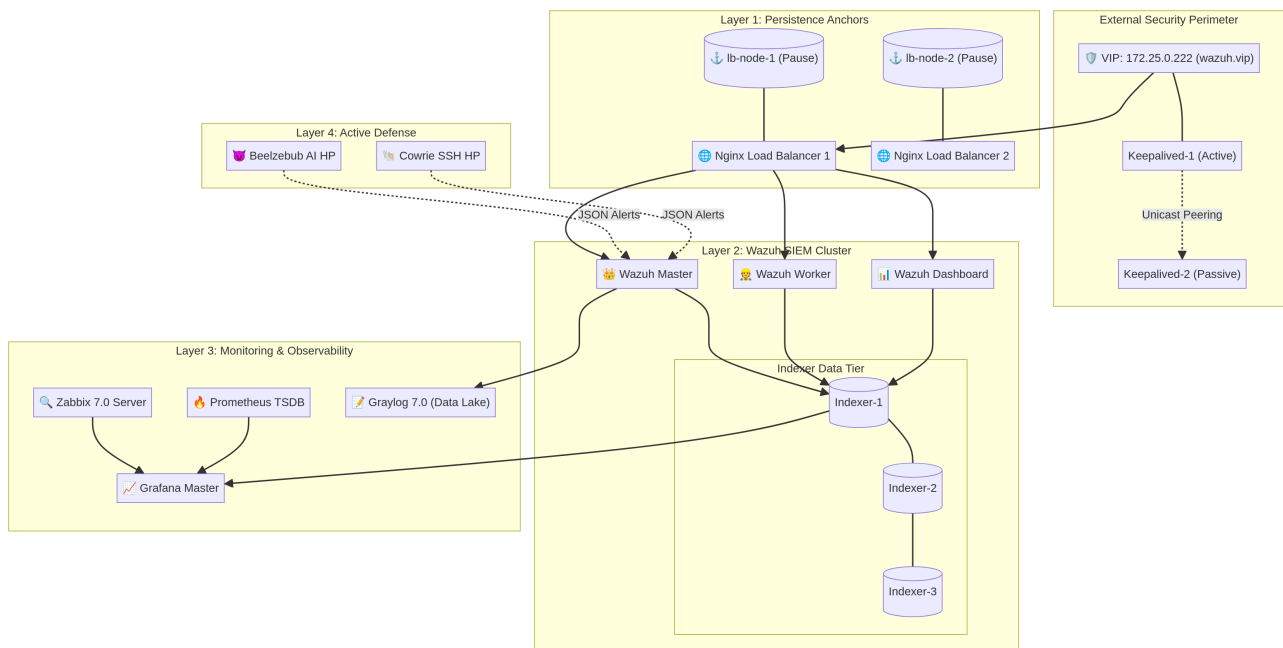 Layer 1: Persistence Anchors
⚓ lb-node-1 (Pause)
⚓ lb-node-2 (Pause)
🌐 Nginx Load Balancer 1
🌐 Nginx Load Balancer 2
External Security Perimeter
🛡️ VIP: 172.25.0.222 (wazuh.vip)
Keepalived-1 (Active)
Unicast Peering
Keepalived-2 (Passive)
Layer 4: Active Defense
😈 Beelzebub AI HP
🐚 Cowrie SSH HP
JSON Alerts
JSON Alerts
Layer 2: Wazuh SIEM Cluster
👑 Wazuh Master
👷 Wazuh Worker
📊 Wazuh Dashboard
Indexer Data Tier
Indexer-1
Indexer-2
Indexer-3
Layer 3: Monitoring & Observability
🔍 Zabbix 7.0 Server
🔥 Prometheus TSDB
📝 Graylog 7.0 (Data Lake)
📈 Grafana Master